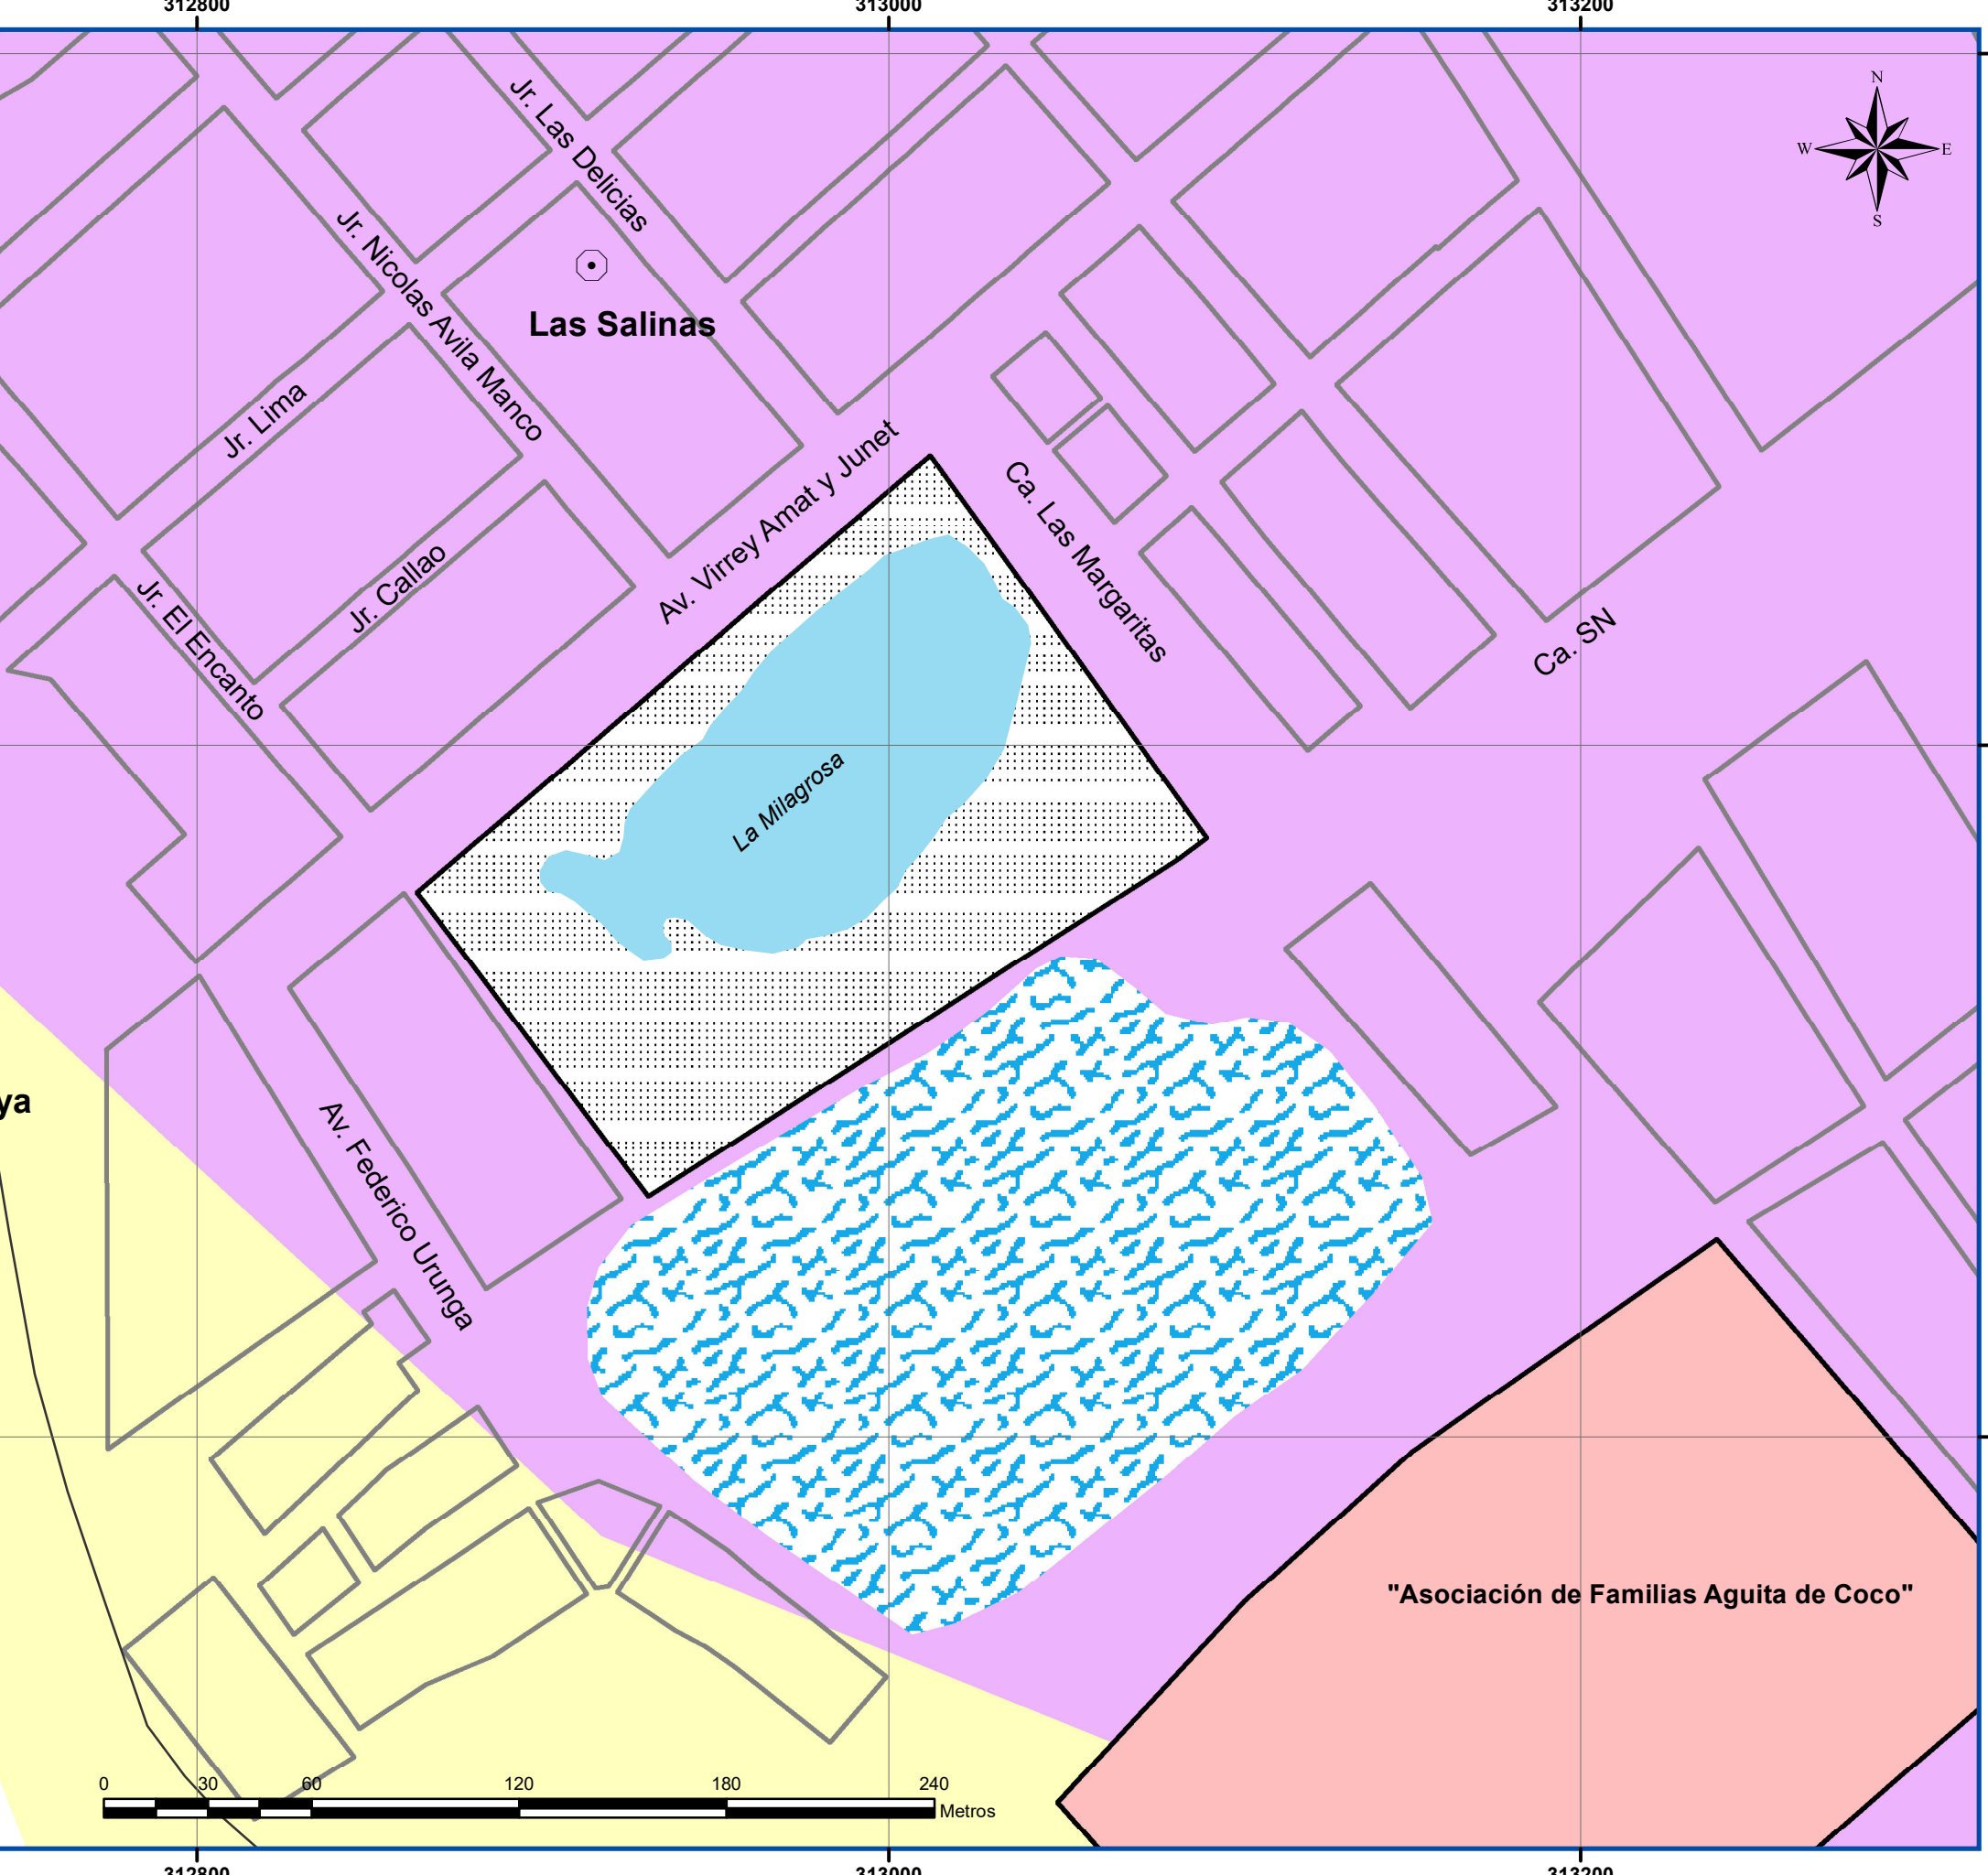 312800
313000
313200
N
W
E
S
Jr. Las Delicias
Jr. Nicolas Avila Manco
Las Salinas
Jr. Lima
Av. Virrey Amat y Junet
Ca. Las Margaritas
Jr. Callao
Jr. El Encanto
Ca. SN
La Milagrosa
ya
Av. Federico Urunga
"Asociación de Familias Aguita de Coco"
0
30
60
120
180
240
Metros
312800
313000
313200